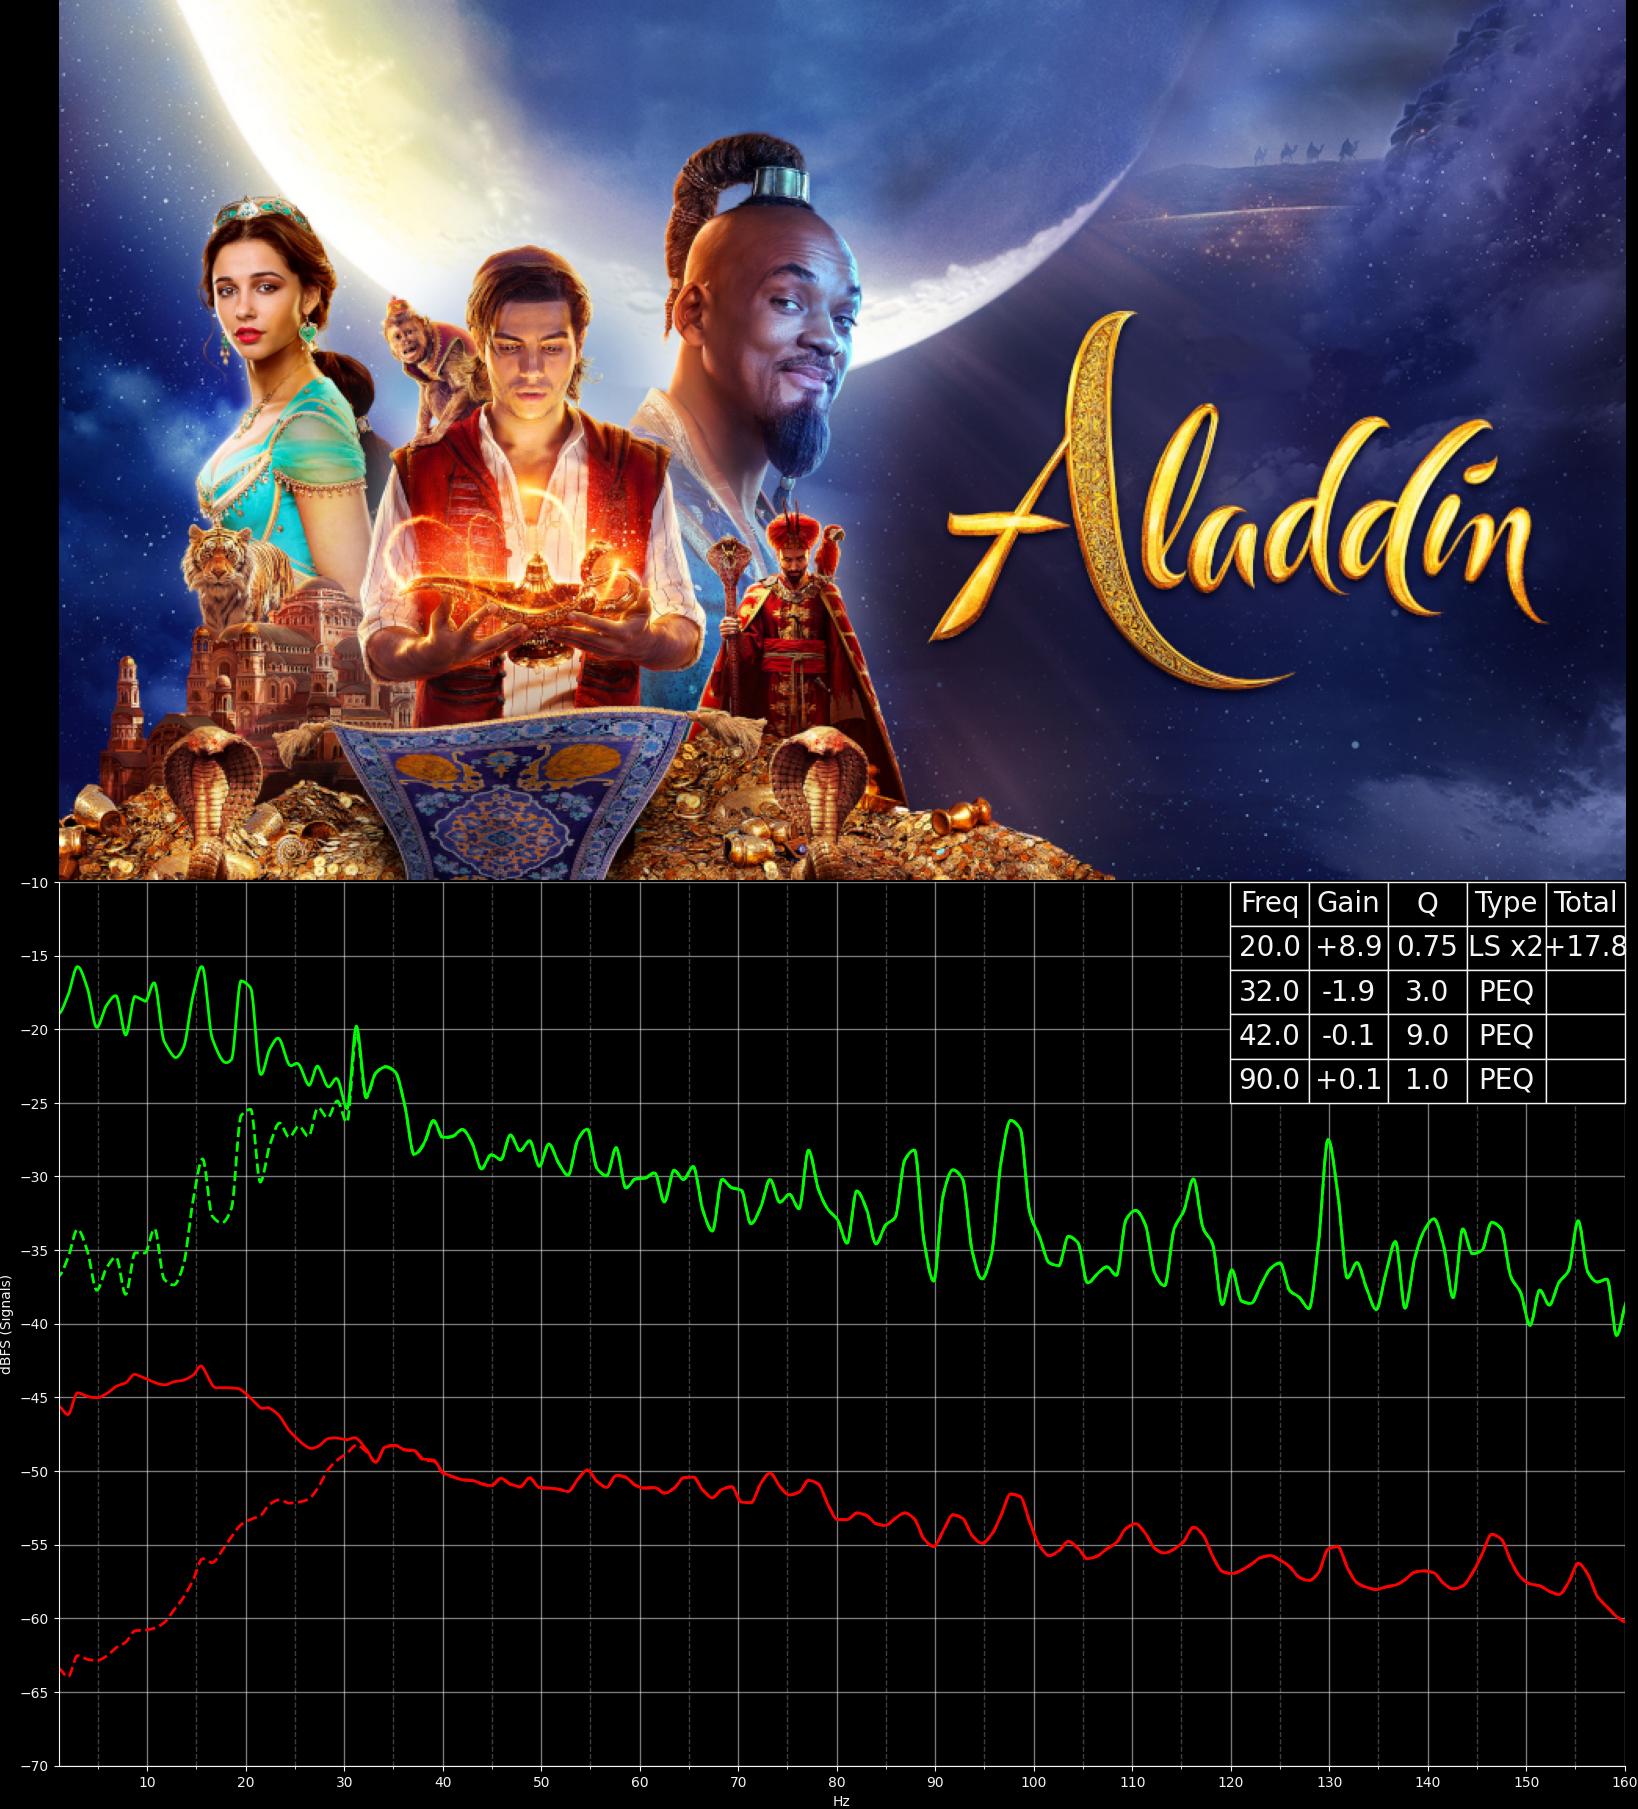 Aladdin
Freq Gain Q Type Total
20.0 +8.9 0.75 LS x2 +17.8
32.0 -1.9 3.0 PEQ
42.0 -0.1 9.0 PEQ
90.0 +0.1 1.0 PEQ
−10
−15
−20
−25
−30
−35
−40
−45
−50
−55
−60
−65
−70
dBFS (Signals)
10 20 30 40 50 60 70 80 90 100 110 120 130 140 150 160
Hz